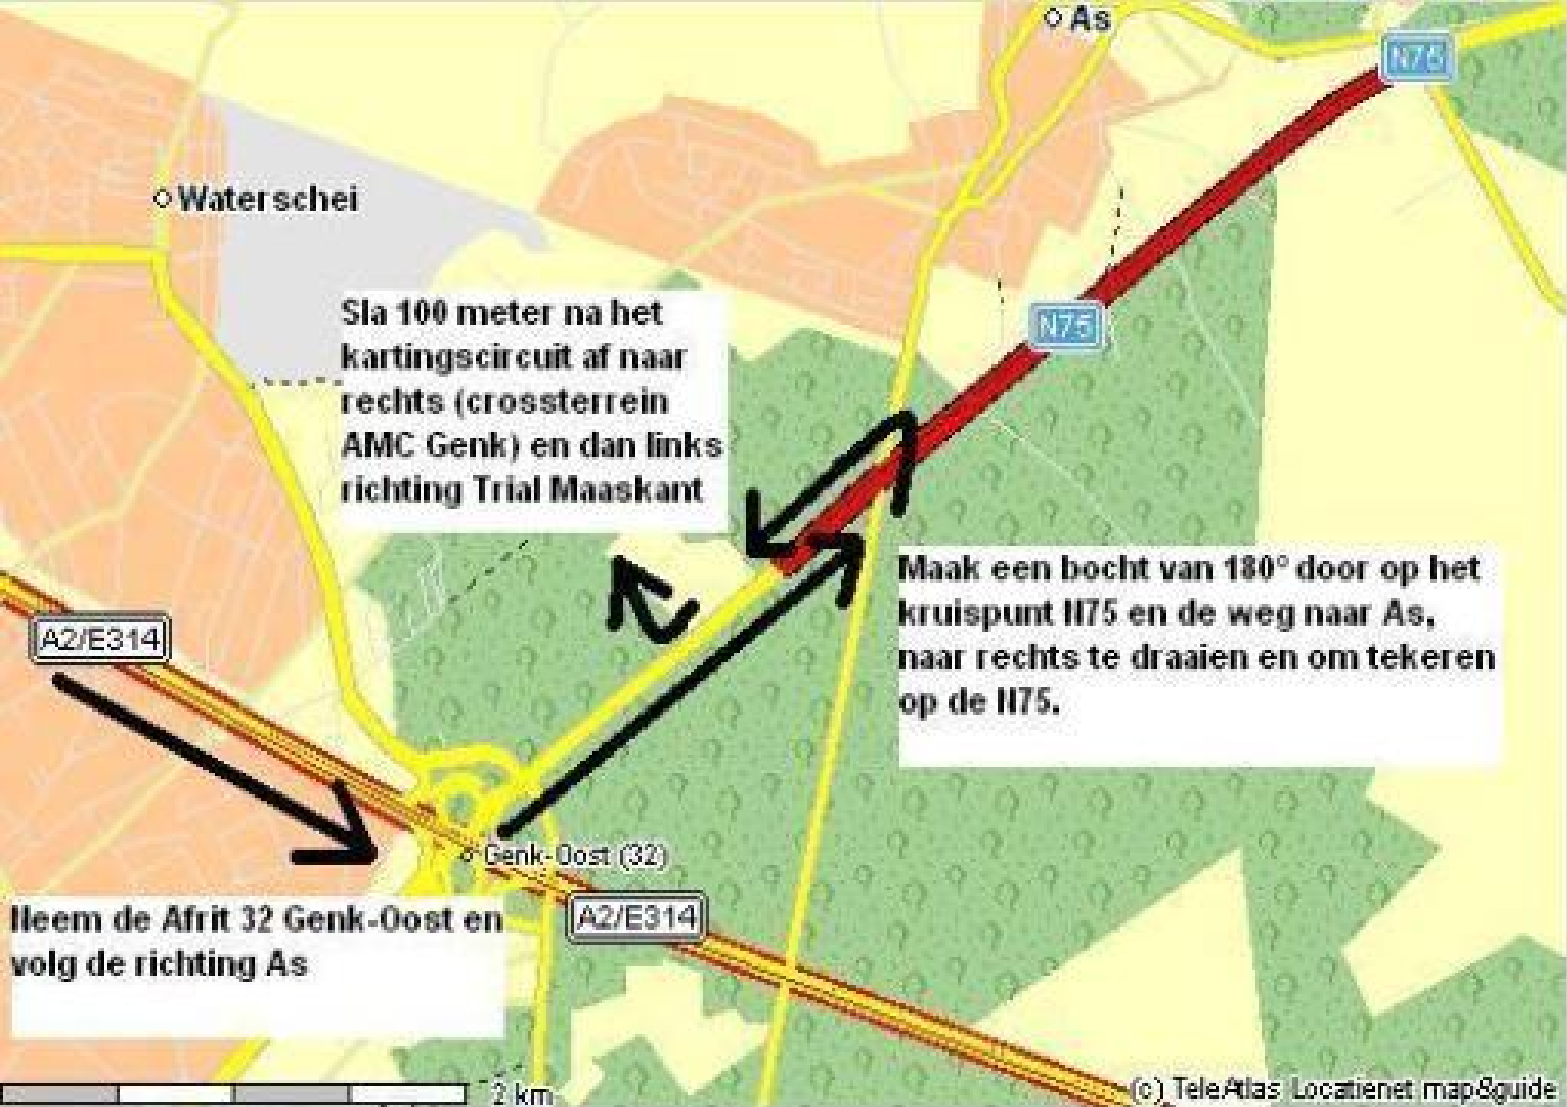 As
N75
Waterschei
Sla 100 meter na het
kartingscircuit af naar
rechts (crossterrein
AMC Genk) en dan links
richting Trial Maaskant
N75
Maak een bocht van 180° door op het
kruispunt N75 en de weg naar As,
naar rechts te draaien en om tekeren
op de N75.
A2/E314
Genk-Oost (32)
A2/E314
Neem de Afrit 32 Genk-Oost en
volg de richting As
2 km
(c) TeleAtlas Locatienet map&guide